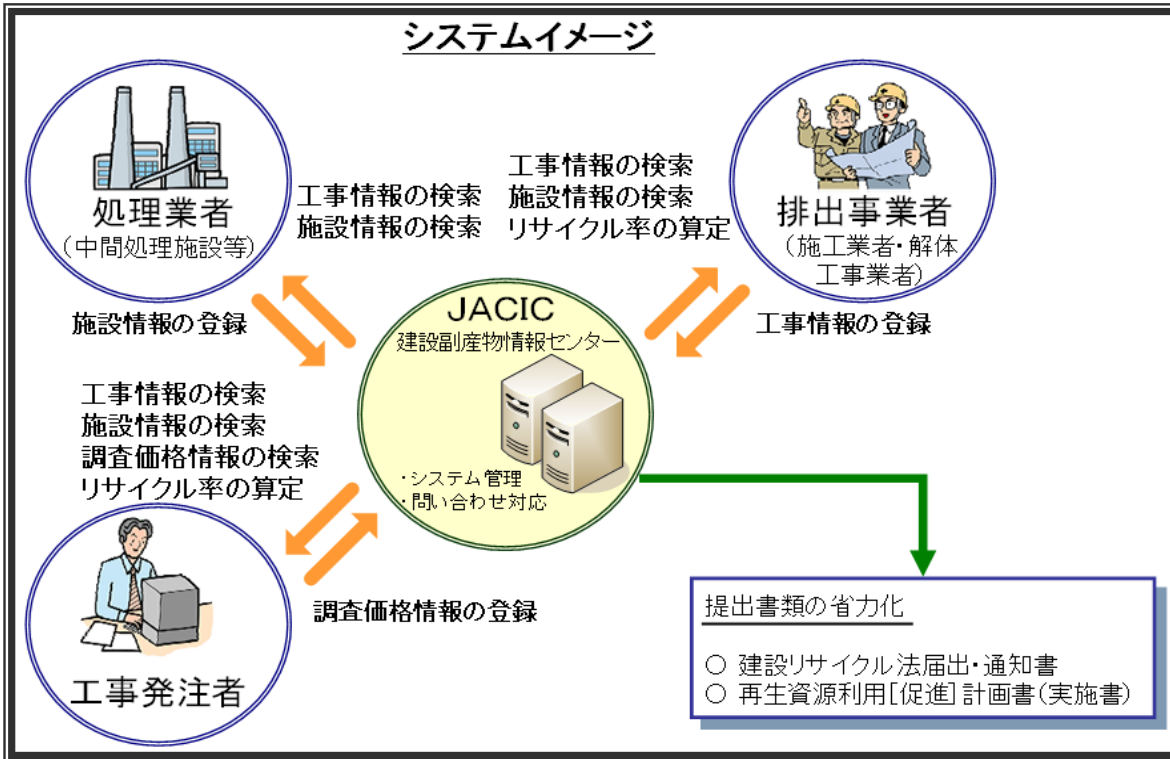 システムイメージ
処理業者
(中間処理施設等)
工事情報の検索
施設情報の検索
工事情報の検索
施設情報の検索
リサイクル率の算定
排出事業者
(施工業者・解体
工事業者)
施設情報の登録
JACIC
建設副産物情報センター
・システム管理
・問い合わせ対応
工事情報の登録
工事情報の検索
施設情報の検索
調査価格情報の検索
リサイクル率の算定
工事発注者
調査価格情報の登録
提出書類の省力化
○ 建設リサイクル法届出・通知書
○ 再生資源利用[促進]計画書(実施書)